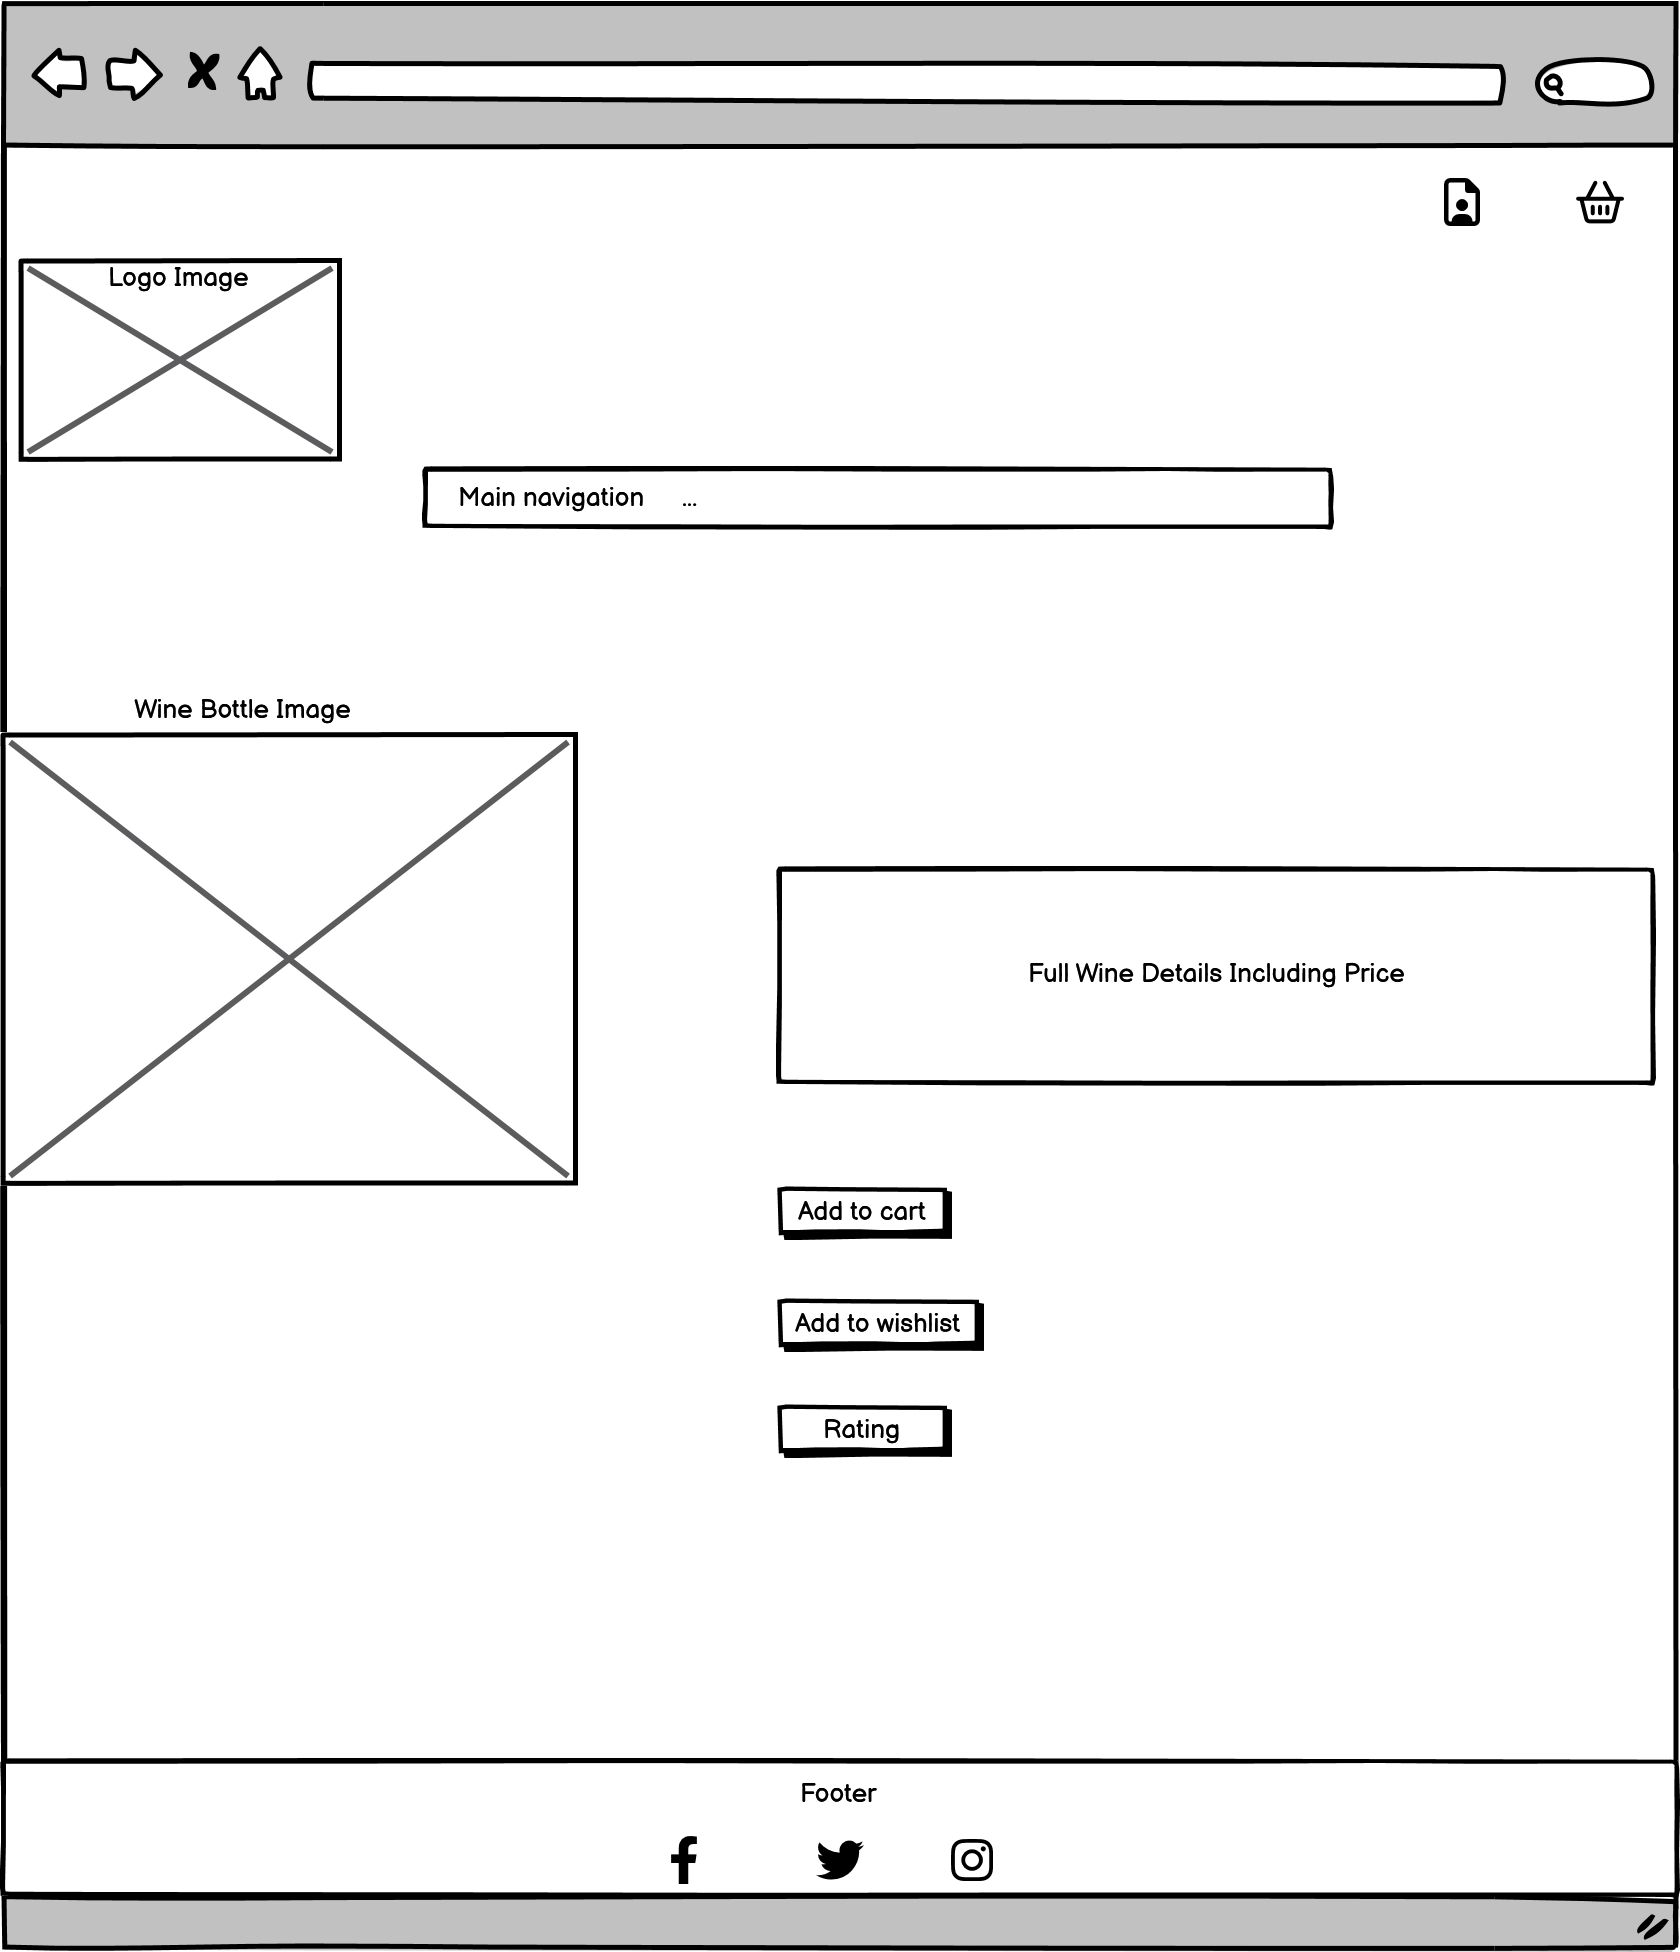 Logo Image
Main navigation ...
Wine Bottle Image
Full Wine Details Including Price
Add to cart
Add to wishlist
Rating
Footer